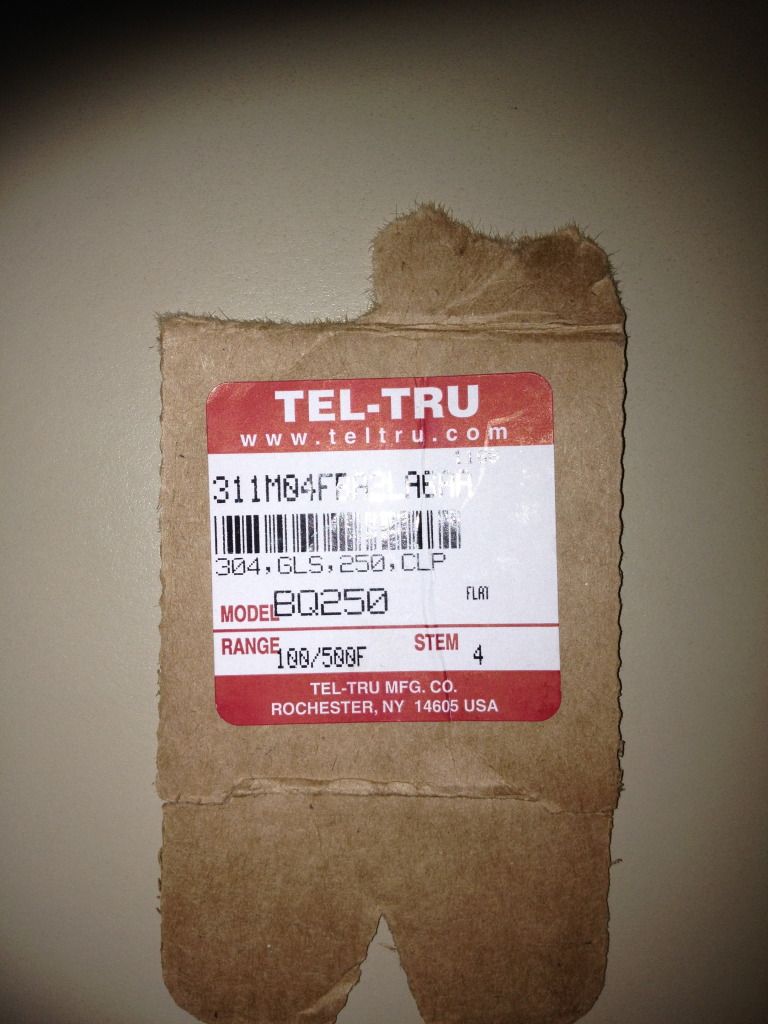 TEL-TRU
www.teltru.com
304,GLS,250,CLP
MODEL BQ250
FLAT
RANGE 100/500F STEM 4
TEL-TRU MFG. CO.
ROCHESTER, NY 14605 USA